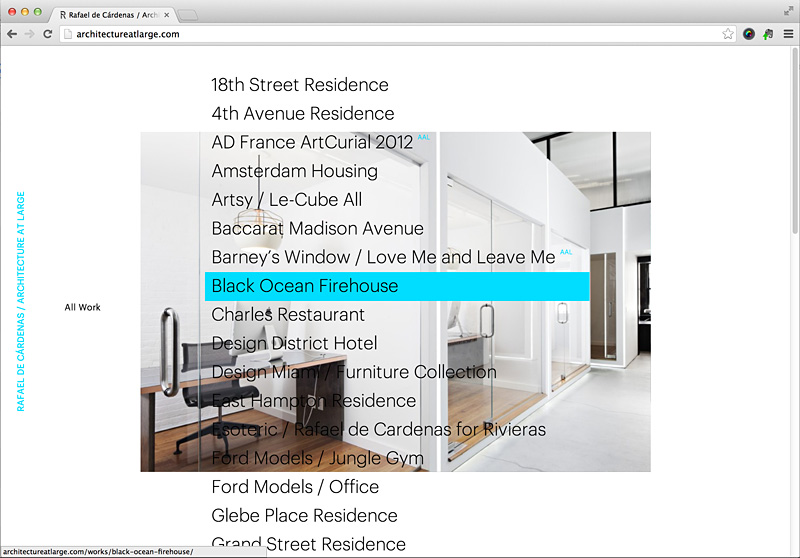 Rafael de Cárdenas / Archi
architectureatlarge.com
18th Street Residence
4th Avenue Residence
AD France ArtCurial 2012 AAL
Amsterdam Housing
Artsy / Le-Cube All
Baccarat Madison Avenue
Barney’s Window / Love Me and Leave Me AAL
Black Ocean Firehouse
Charles Restaurant
Design District Hotel
Design Miami / Furniture Collection
East Hampton Residence
Esoteric / Rafael de Cardenas for Rivieras
Ford Models / Jungle Gym
Ford Models / Office
Glebe Place Residence
Grand Street Residence
RAFAEL DE CÁRDENAS / ARCHITECTURE AT LARGE
All Work
architectureatlarge.com/works/black-ocean-firehouse/